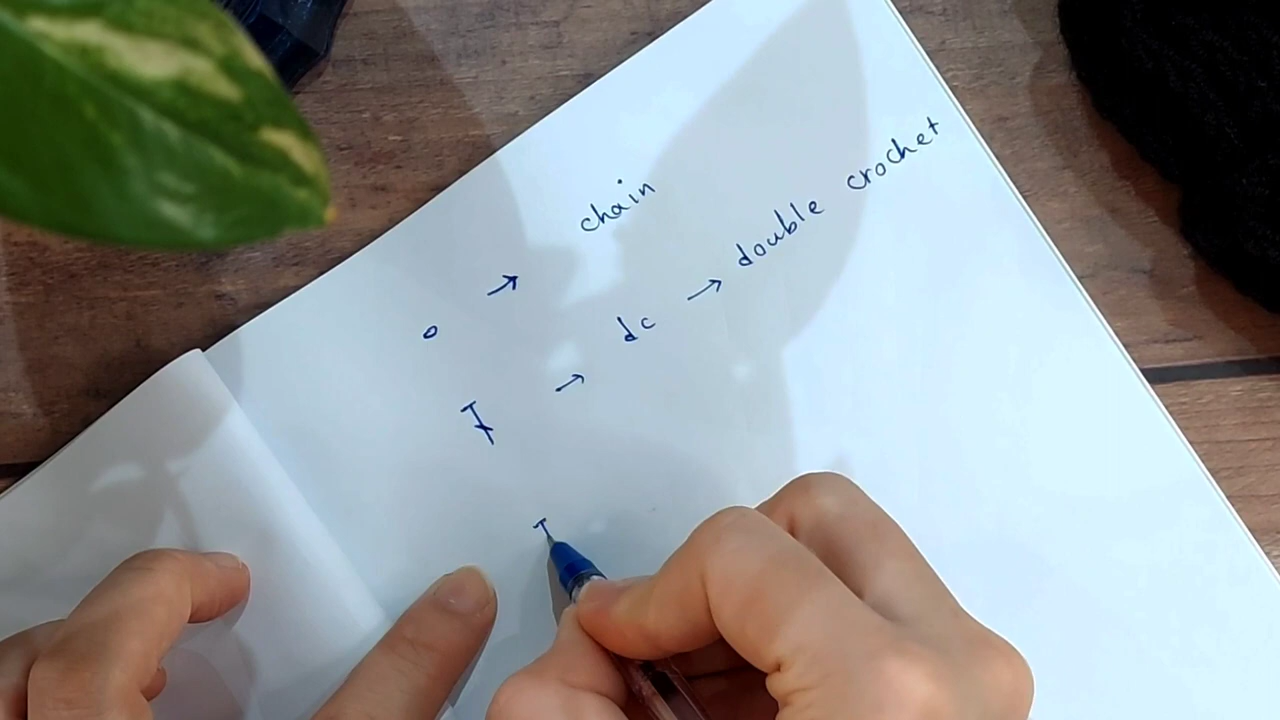 o → chain
Ŧ → dc → double crochet
T